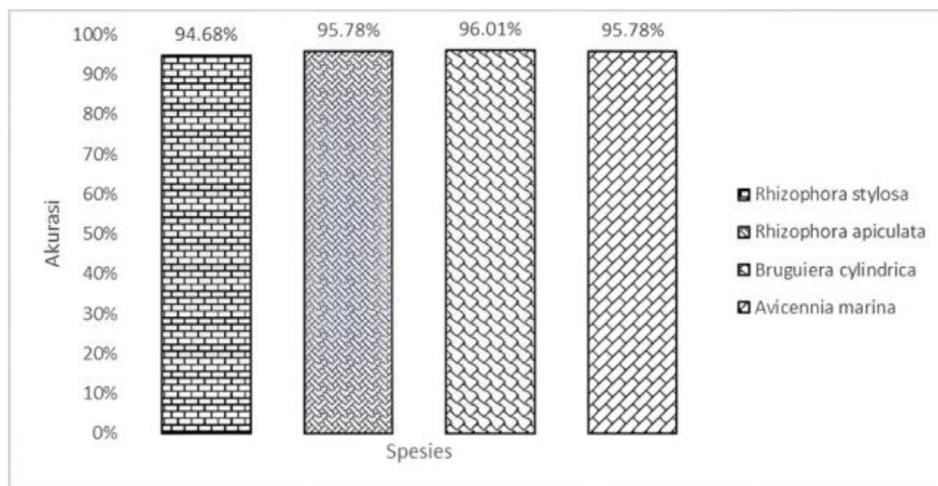 94.68% 95.78% 96.01% 95.78%
100%
90%
80%
70%
60%
50%
40%
30%
20%
10%
0%
Akurasi
Spesies
Rhizophora stylosa
Rhizophora apiculata
Bruguiera cylindrica
Avicennia marina